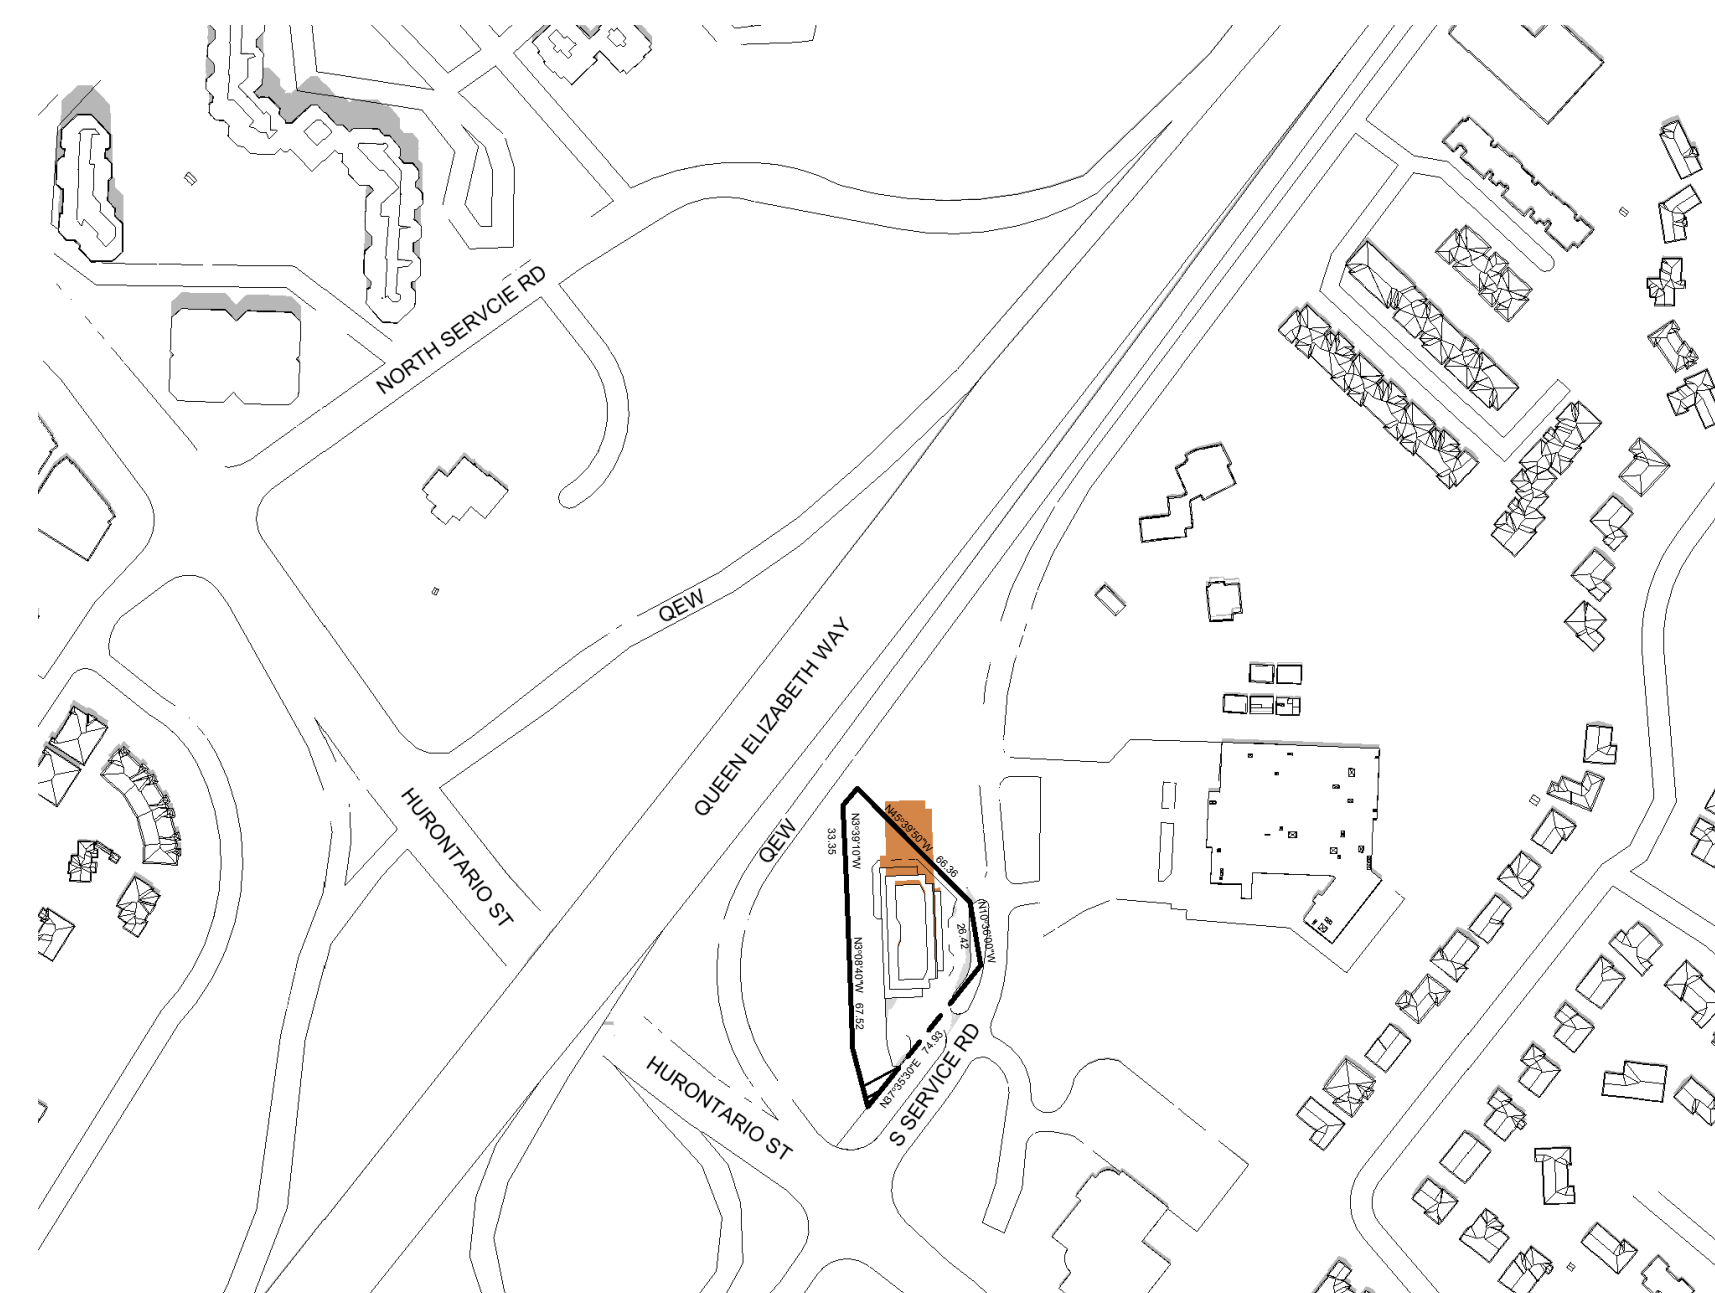 NORTH SERVCIE RD
QEW
QUEEN ELIZABETH WAY
HURONTARIO ST
QEW
N45°39'50"W
66.36
N3°39'10"W
33.35
N10°36'00"W
26.42
N3°08'40"W
67.52
N37°35'30"E
74.93
S SERVICE RD
HURONTARIO ST